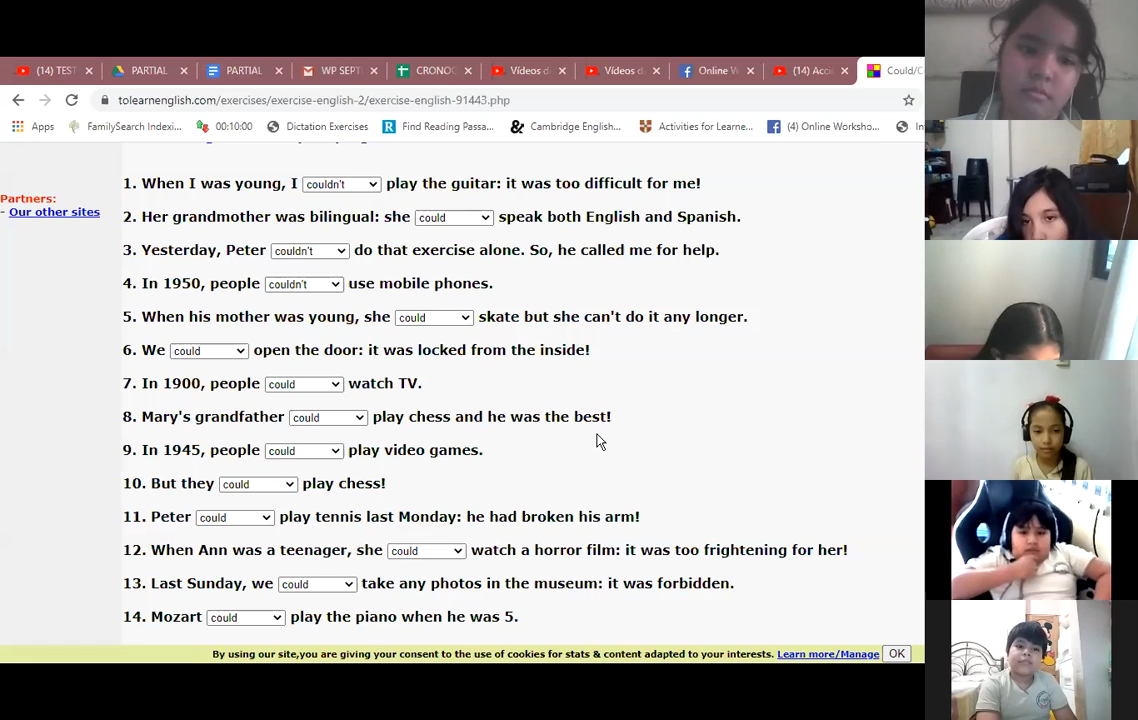 (14) TEST PARTIAL PARTIAL WP SEPTI CRONOG Vídeos d Vídeos d Online W (14) Acce Could/C
tolearnenglish.com/exercises/exercise-english-2/exercise-english-91443.php
Apps FamilySearch Indexi... 00:10:00 Dictation Exercises Find Reading Passa... Cambridge English... Activities for Learne... (4) Online Worksho... In
Partners:
- Our other sites
1. When I was young, I couldn't play the guitar: it was too difficult for me!
2. Her grandmother was bilingual: she could speak both English and Spanish.
3. Yesterday, Peter couldn't do that exercise alone. So, he called me for help.
4. In 1950, people couldn't use mobile phones.
5. When his mother was young, she could skate but she can't do it any longer.
6. We could open the door: it was locked from the inside!
7. In 1900, people could watch TV.
8. Mary's grandfather could play chess and he was the best!
9. In 1945, people could play video games.
10. But they could play chess!
11. Peter could play tennis last Monday: he had broken his arm!
12. When Ann was a teenager, she could watch a horror film: it was too frightening for her!
13. Last Sunday, we could take any photos in the museum: it was forbidden.
14. Mozart could play the piano when he was 5.
By using our site,you are giving your consent to the use of cookies for stats & content adapted to your interests. Learn more/Manage OK